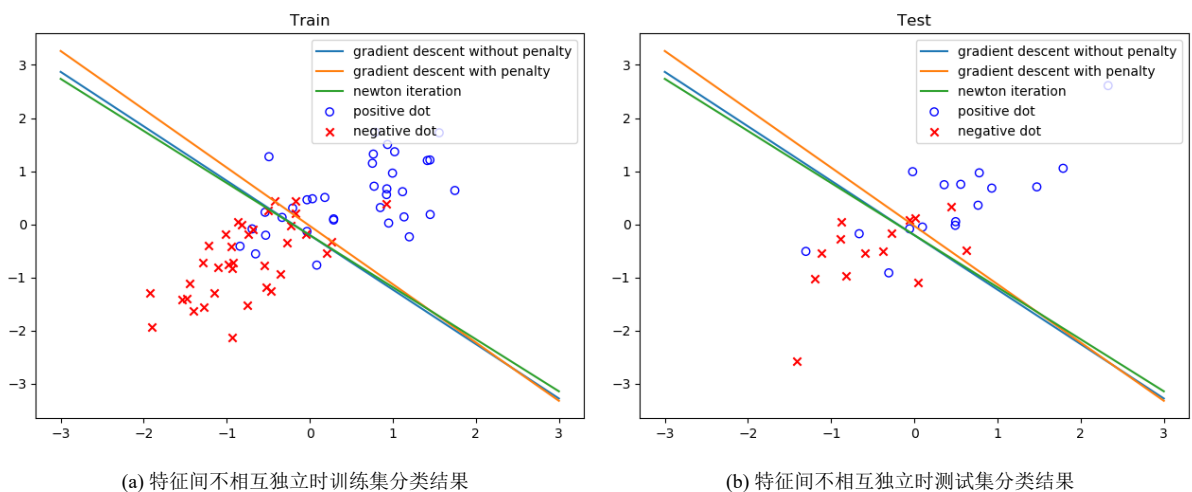 Train
gradient descent without penalty
gradient descent with penalty
newton iteration
positive dot
negative dot
3
2
1
0
−1
−2
−3
−3 −2 −1 0 1 2 3
(a) 特征间不相互独立时训练集分类结果
Test
gradient descent without penalty
gradient descent with penalty
newton iteration
positive dot
negative dot
3
2
1
0
−1
−2
−3
−3 −2 −1 0 1 2 3
(b) 特征间不相互独立时测试集分类结果